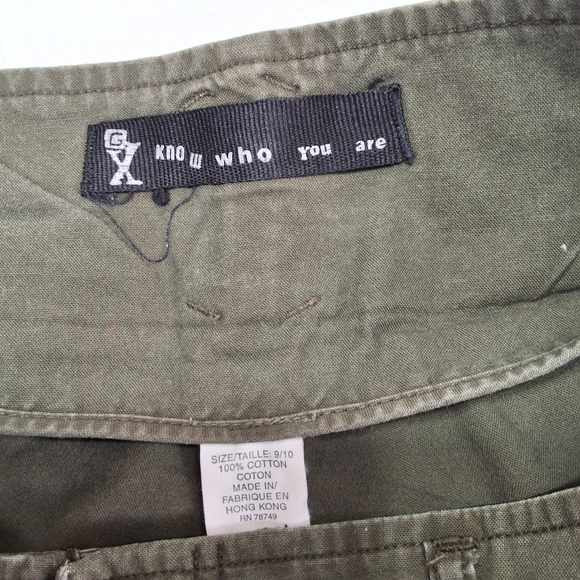 GX KNOW WHO YOU are
SIZE/TAILLE: 9/10
100% COTTON
COTON
MADE IN/
FABRIQUE EN
HONG KONG
RN 78749